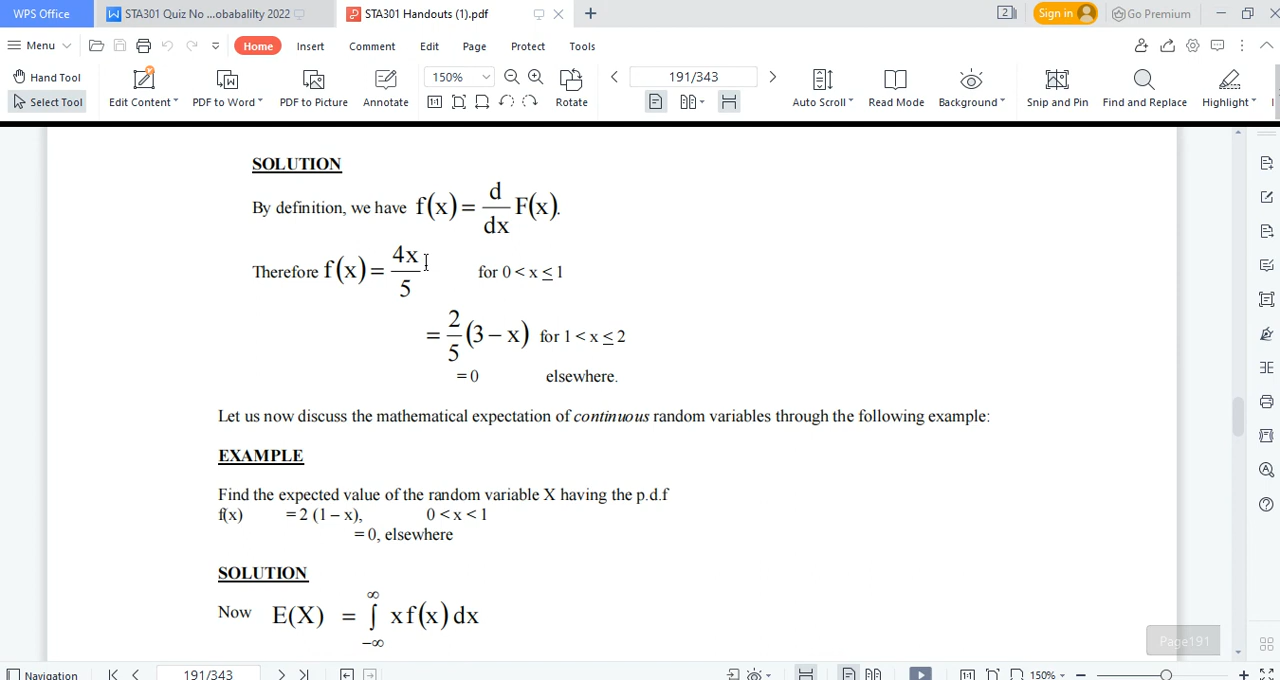 WPS Office
STA301 Quiz No ...obabalilty 2022
STA301 Handouts (1).pdf
2
Sign in
Go Premium
Menu
Home
Insert
Comment
Edit
Page
Protect
Tools
Hand Tool
Select Tool
Edit Content
PDF to Word
PDF to Picture
Annotate
150%
Rotate
191/343
Auto Scroll
Read Mode
Background
Snip and Pin
Find and Replace
Highlight
SOLUTION
By definition, we have f(x) = d/dx F(x).
Therefore f(x) = 4x/5 for 0 < x ≤ 1
= 2/5 (3 – x) for 1 < x ≤ 2
= 0 elsewhere.
Let us now discuss the mathematical expectation of continuous random variables through the following example:
EXAMPLE
Find the expected value of the random variable X having the p.d.f
f(x) = 2 (1 – x), 0 < x < 1
= 0, elsewhere
SOLUTION
Now E(X) = ∫_{–∞}^{∞} x f(x) dx
Page191
Navigation
191/343
150%